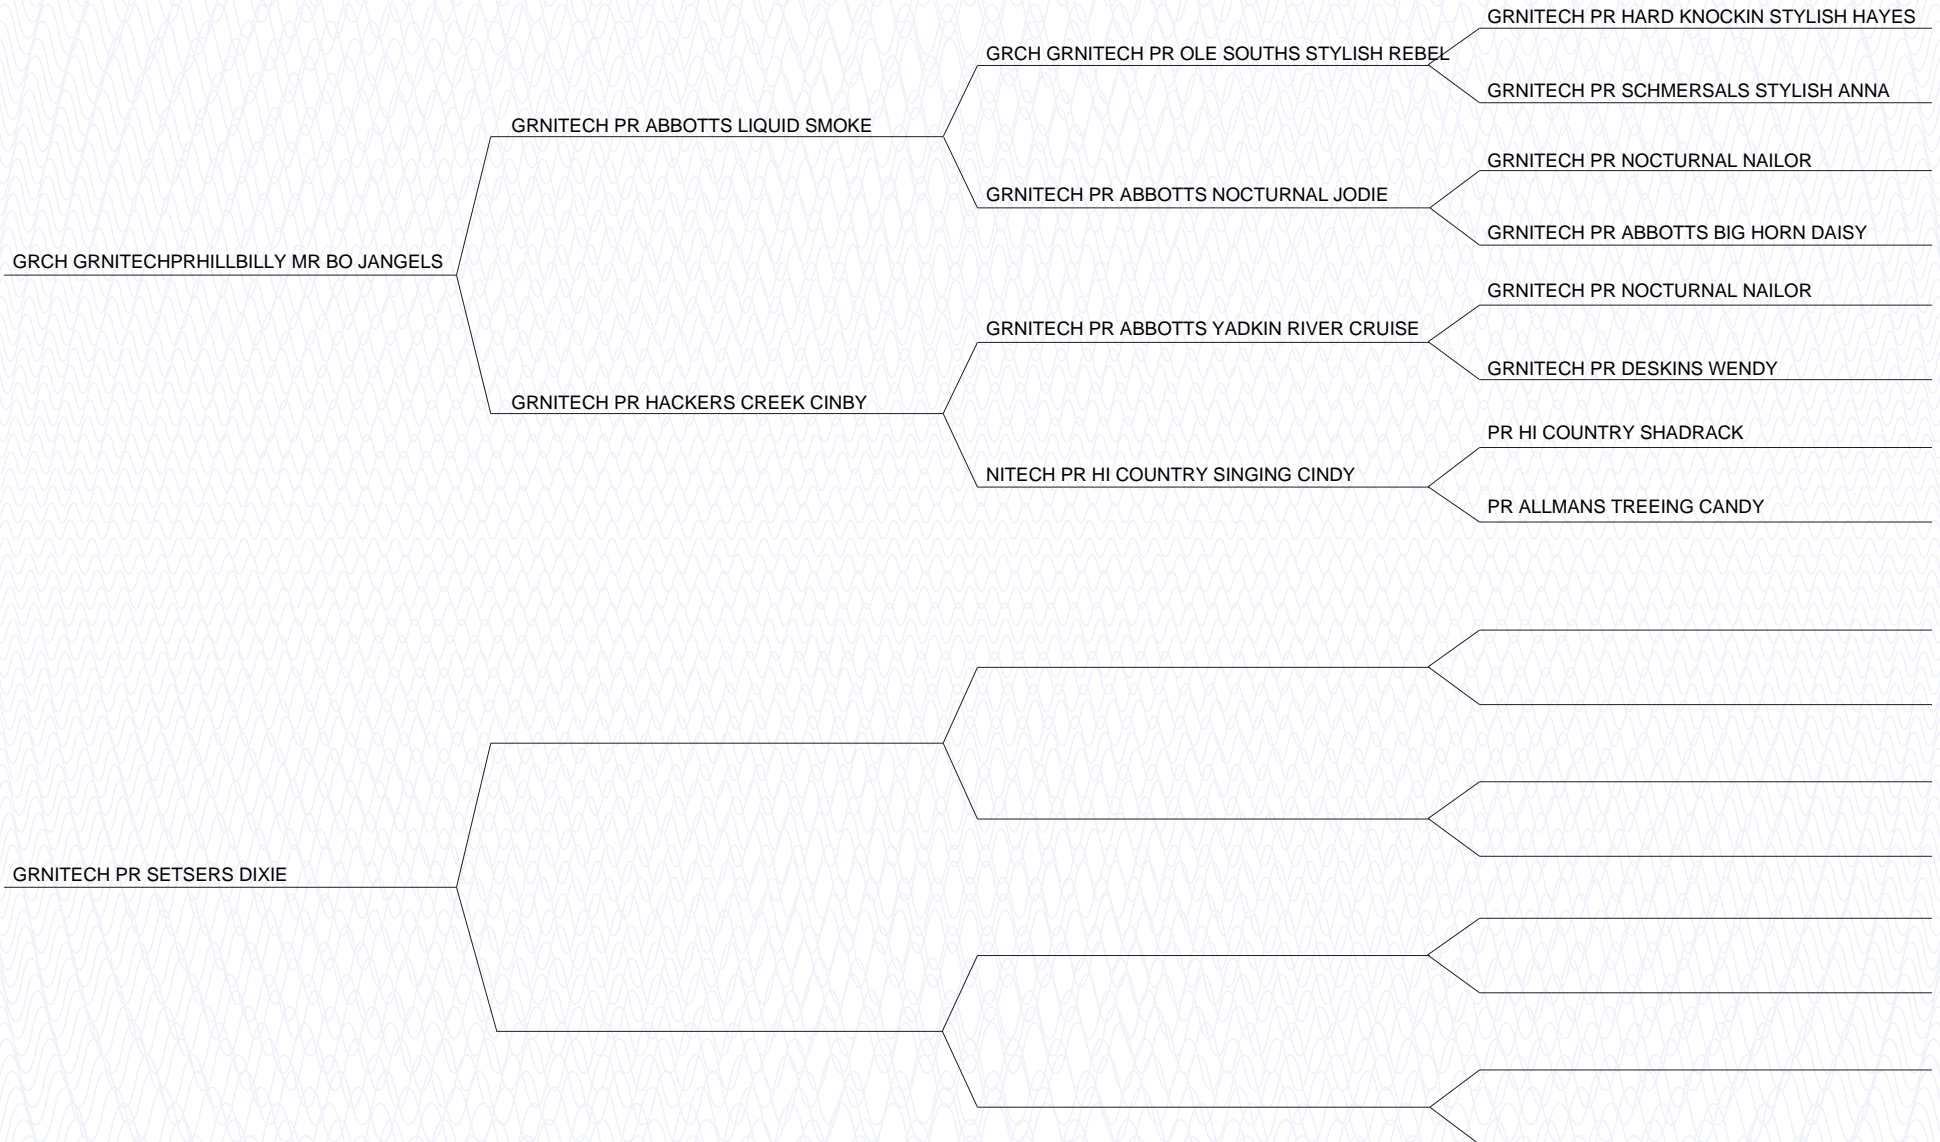 GRNITECH PR HARD KNOCKIN STYLISH HAYES
GRCH GRNITECH PR OLE SOUTHS STYLISH REBEL
GRNITECH PR SCHMERSALS STYLISH ANNA
GRNITECH PR ABBOTTS LIQUID SMOKE
GRNITECH PR NOCTURNAL NAILOR
GRNITECH PR ABBOTTS NOCTURNAL JODIE
GRNITECH PR ABBOTTS BIG HORN DAISY
GRCH GRNITECHPRHILLBILLY MR BO JANGELS
GRNITECH PR NOCTURNAL NAILOR
GRNITECH PR ABBOTTS YADKIN RIVER CRUISE
GRNITECH PR DESKINS WENDY
GRNITECH PR HACKERS CREEK CINBY
PR HI COUNTRY SHADRACK
NITECH PR HI COUNTRY SINGING CINDY
PR ALLMANS TREEING CANDY
GRNITECH PR SETSERS DIXIE